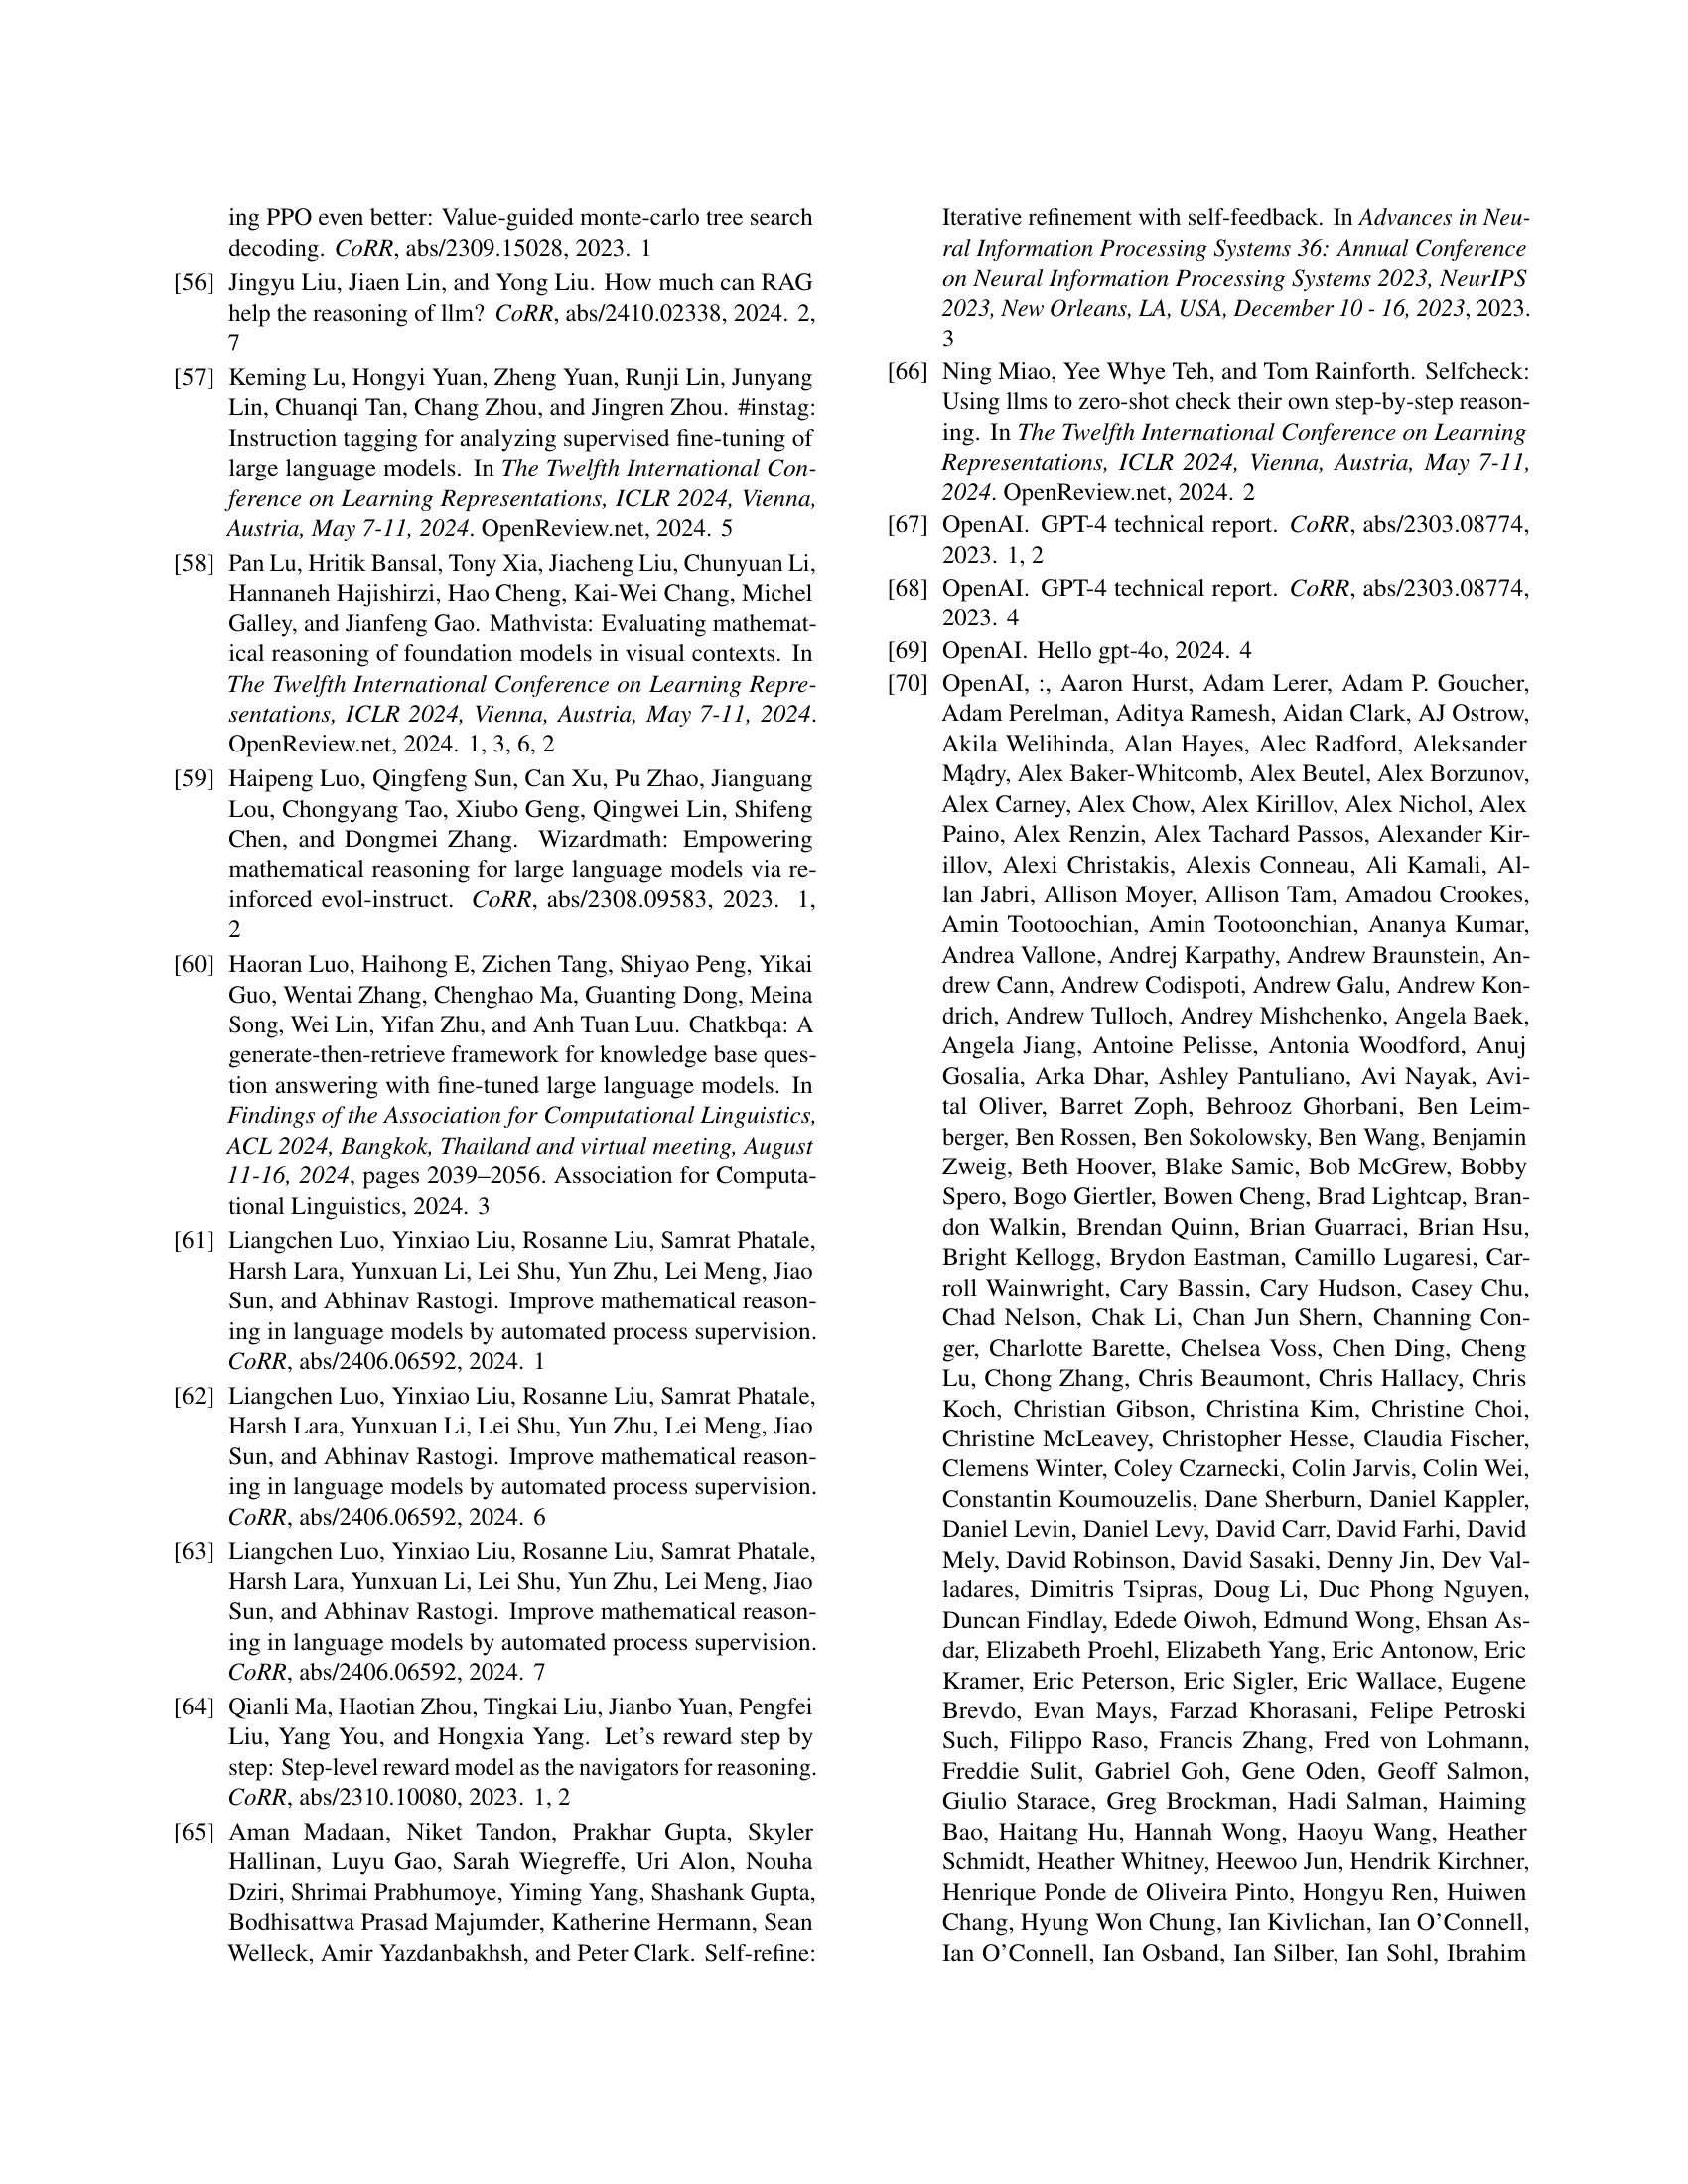 ing PPO even better: Value-guided monte-carlo tree search
decoding. CoRR, abs/2309.15028, 2023. 1
[56] Jingyu Liu, Jiaen Lin, and Yong Liu. How much can RAG
help the reasoning of llm? CoRR, abs/2410.02338, 2024. 2,
7
[57] Keming Lu, Hongyi Yuan, Zheng Yuan, Runji Lin, Junyang
Lin, Chuanqi Tan, Chang Zhou, and Jingren Zhou. #instag:
Instruction tagging for analyzing supervised fine-tuning of
large language models. In The Twelfth International Con-
ference on Learning Representations, ICLR 2024, Vienna,
Austria, May 7-11, 2024. OpenReview.net, 2024. 5
[58] Pan Lu, Hritik Bansal, Tony Xia, Jiacheng Liu, Chunyuan Li,
Hannaneh Hajishirzi, Hao Cheng, Kai-Wei Chang, Michel
Galley, and Jianfeng Gao. Mathvista: Evaluating mathemat-
ical reasoning of foundation models in visual contexts. In
The Twelfth International Conference on Learning Repre-
sentations, ICLR 2024, Vienna, Austria, May 7-11, 2024.
OpenReview.net, 2024. 1, 3, 6, 2
[59] Haipeng Luo, Qingfeng Sun, Can Xu, Pu Zhao, Jianguang
Lou, Chongyang Tao, Xiubo Geng, Qingwei Lin, Shifeng
Chen, and Dongmei Zhang. Wizardmath: Empowering
mathematical reasoning for large language models via re-
inforced evol-instruct. CoRR, abs/2308.09583, 2023. 1,
2
[60] Haoran Luo, Haihong E, Zichen Tang, Shiyao Peng, Yikai
Guo, Wentai Zhang, Chenghao Ma, Guanting Dong, Meina
Song, Wei Lin, Yifan Zhu, and Anh Tuan Luu. Chatkbqa: A
generate-then-retrieve framework for knowledge base ques-
tion answering with fine-tuned large language models. In
Findings of the Association for Computational Linguistics,
ACL 2024, Bangkok, Thailand and virtual meeting, August
11-16, 2024, pages 2039–2056. Association for Computa-
tional Linguistics, 2024. 3
[61] Liangchen Luo, Yinxiao Liu, Rosanne Liu, Samrat Phatale,
Harsh Lara, Yunxuan Li, Lei Shu, Yun Zhu, Lei Meng, Jiao
Sun, and Abhinav Rastogi. Improve mathematical reason-
ing in language models by automated process supervision.
CoRR, abs/2406.06592, 2024. 1
[62] Liangchen Luo, Yinxiao Liu, Rosanne Liu, Samrat Phatale,
Harsh Lara, Yunxuan Li, Lei Shu, Yun Zhu, Lei Meng, Jiao
Sun, and Abhinav Rastogi. Improve mathematical reason-
ing in language models by automated process supervision.
CoRR, abs/2406.06592, 2024. 6
[63] Liangchen Luo, Yinxiao Liu, Rosanne Liu, Samrat Phatale,
Harsh Lara, Yunxuan Li, Lei Shu, Yun Zhu, Lei Meng, Jiao
Sun, and Abhinav Rastogi. Improve mathematical reason-
ing in language models by automated process supervision.
CoRR, abs/2406.06592, 2024. 7
[64] Qianli Ma, Haotian Zhou, Tingkai Liu, Jianbo Yuan, Pengfei
Liu, Yang You, and Hongxia Yang. Let's reward step by
step: Step-level reward model as the navigators for reasoning.
CoRR, abs/2310.10080, 2023. 1, 2
[65] Aman Madaan, Niket Tandon, Prakhar Gupta, Skyler
Hallinan, Luyu Gao, Sarah Wiegreffe, Uri Alon, Nouha
Dziri, Shrimai Prabhumoye, Yiming Yang, Shashank Gupta,
Bodhisattwa Prasad Majumder, Katherine Hermann, Sean
Welleck, Amir Yazdanbakhsh, and Peter Clark. Self-refine:
Iterative refinement with self-feedback. In Advances in Neu-
ral Information Processing Systems 36: Annual Conference
on Neural Information Processing Systems 2023, NeurIPS
2023, New Orleans, LA, USA, December 10 - 16, 2023, 2023.
3
[66] Ning Miao, Yee Whye Teh, and Tom Rainforth. Selfcheck:
Using llms to zero-shot check their own step-by-step reason-
ing. In The Twelfth International Conference on Learning
Representations, ICLR 2024, Vienna, Austria, May 7-11,
2024. OpenReview.net, 2024. 2
[67] OpenAI. GPT-4 technical report. CoRR, abs/2303.08774,
2023. 1, 2
[68] OpenAI. GPT-4 technical report. CoRR, abs/2303.08774,
2023. 4
[69] OpenAI. Hello gpt-4o, 2024. 4
[70] OpenAI, :, Aaron Hurst, Adam Lerer, Adam P. Goucher,
Adam Perelman, Aditya Ramesh, Aidan Clark, AJ Ostrow,
Akila Welihinda, Alan Hayes, Alec Radford, Aleksander
Mądry, Alex Baker-Whitcomb, Alex Beutel, Alex Borzunov,
Alex Carney, Alex Chow, Alex Kirillov, Alex Nichol, Alex
Paino, Alex Renzin, Alex Tachard Passos, Alexander Kir-
illov, Alexi Christakis, Alexis Conneau, Ali Kamali, Al-
lan Jabri, Allison Moyer, Allison Tam, Amadou Crookes,
Amin Tootoochian, Amin Tootoonchian, Ananya Kumar,
Andrea Vallone, Andrej Karpathy, Andrew Braunstein, An-
drew Cann, Andrew Codispoti, Andrew Galu, Andrew Kon-
drich, Andrew Tulloch, Andrey Mishchenko, Angela Baek,
Angela Jiang, Antoine Pelisse, Antonia Woodford, Anuj
Gosalia, Arka Dhar, Ashley Pantuliano, Avi Nayak, Avi-
tal Oliver, Barret Zoph, Behrooz Ghorbani, Ben Leim-
berger, Ben Rossen, Ben Sokolowsky, Ben Wang, Benjamin
Zweig, Beth Hoover, Blake Samic, Bob McGrew, Bobby
Spero, Bogo Giertler, Bowen Cheng, Brad Lightcap, Bran-
don Walkin, Brendan Quinn, Brian Guarraci, Brian Hsu,
Bright Kellogg, Brydon Eastman, Camillo Lugaresi, Car-
roll Wainwright, Cary Bassin, Cary Hudson, Casey Chu,
Chad Nelson, Chak Li, Chan Jun Shern, Channing Con-
ger, Charlotte Barette, Chelsea Voss, Chen Ding, Cheng
Lu, Chong Zhang, Chris Beaumont, Chris Hallacy, Chris
Koch, Christian Gibson, Christina Kim, Christine Choi,
Christine McLeavey, Christopher Hesse, Claudia Fischer,
Clemens Winter, Coley Czarnecki, Colin Jarvis, Colin Wei,
Constantin Koumouzelis, Dane Sherburn, Daniel Kappler,
Daniel Levin, Daniel Levy, David Carr, David Farhi, David
Mely, David Robinson, David Sasaki, Denny Jin, Dev Val-
ladares, Dimitris Tsipras, Doug Li, Duc Phong Nguyen,
Duncan Findlay, Edede Oiwoh, Edmund Wong, Ehsan As-
dar, Elizabeth Proehl, Elizabeth Yang, Eric Antonow, Eric
Kramer, Eric Peterson, Eric Sigler, Eric Wallace, Eugene
Brevdo, Evan Mays, Farzad Khorasani, Felipe Petroski
Such, Filippo Raso, Francis Zhang, Fred von Lohmann,
Freddie Sulit, Gabriel Goh, Gene Oden, Geoff Salmon,
Giulio Starace, Greg Brockman, Hadi Salman, Haiming
Bao, Haitang Hu, Hannah Wong, Haoyu Wang, Heather
Schmidt, Heather Whitney, Heewoo Jun, Hendrik Kirchner,
Henrique Ponde de Oliveira Pinto, Hongyu Ren, Huiwen
Chang, Hyung Won Chung, Ian Kivlichan, Ian O'Connell,
Ian O'Connell, Ian Osband, Ian Silber, Ian Sohl, Ibrahim